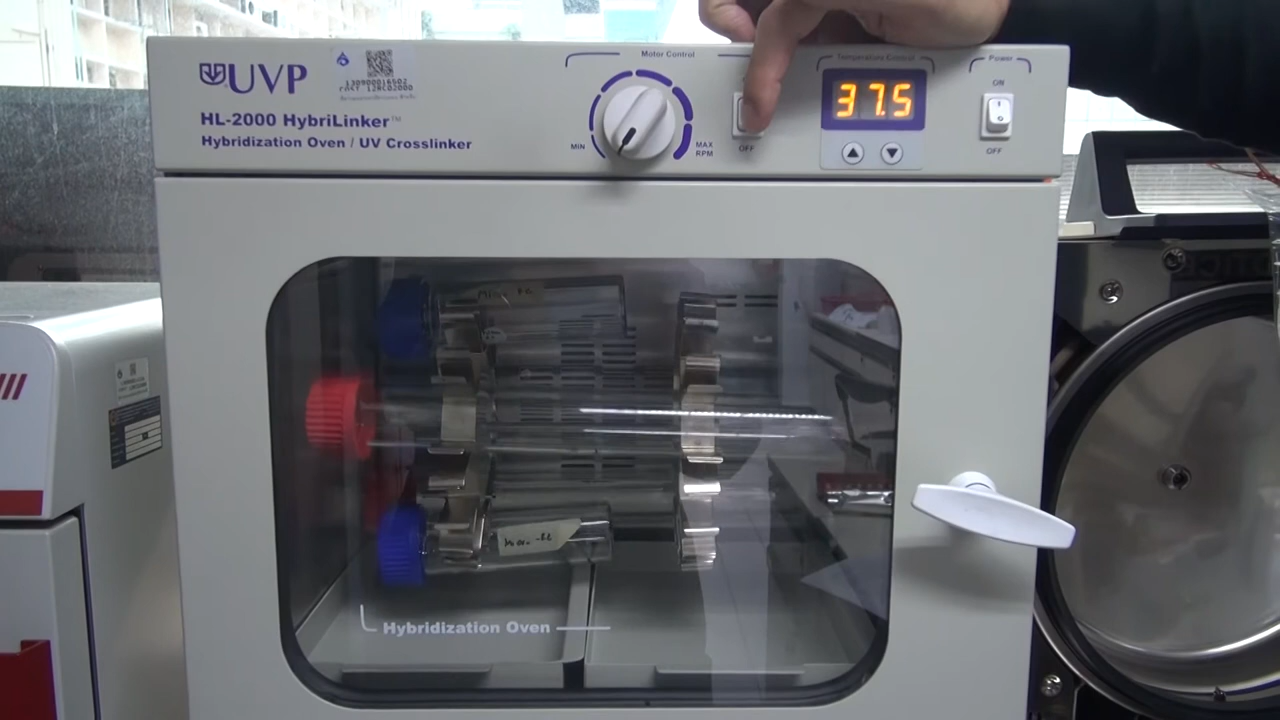 UVP
HL-2000 HybriLinker™
Hybridization Oven / UV Crosslinker
Motor Control
MIN
MAX
RPM
OFF
Temperature Control
37.5
Power
ON
OFF
Hybridization Oven